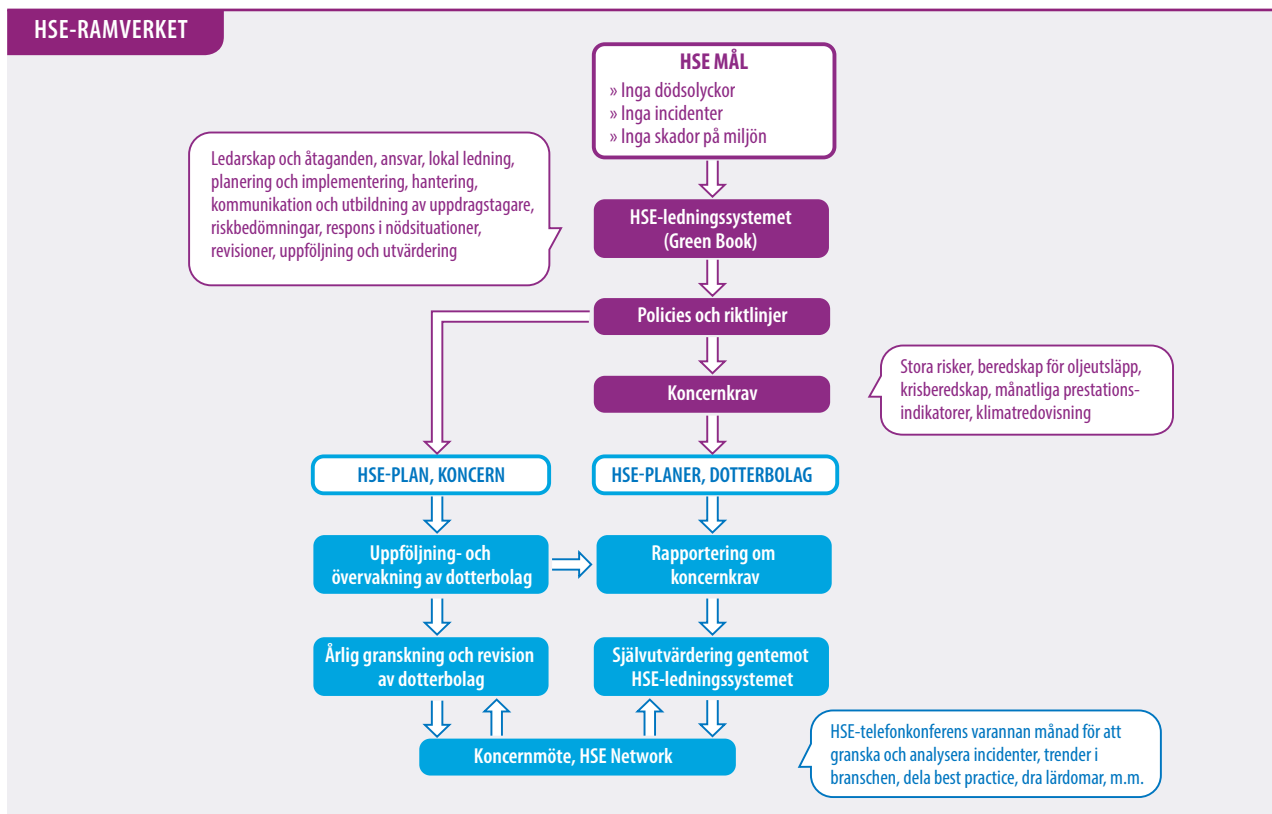 HSE-RAMVERKET
HSE MÅL
» Inga dödsolyckor
» Inga incidenter
» Inga skador på miljön
Ledarskap och åtaganden, ansvar, lokal ledning,
planering och implementering, hantering,
kommunikation och utbildning av uppdragstagare,
riskbedömningar, respons i nödsituationer,
revisioner, uppföljning och utvärdering
HSE-ledningssystemet
(Green Book)
Policies och riktlinjer
Koncernkrav
Stora risker, beredskap för oljeutsläpp,
krisberedskap, månatliga prestations-
indikatorer, klimatredovisning
HSE-PLAN, KONCERN
HSE-PLANER, DOTTERBOLAG
Uppföljning- och
övervakning av dotterbolag
Rapportering om
koncernkrav
Årlig granskning och revision
av dotterbolag
Självutvärdering gentemot
HSE-ledningssystemet
Koncernmöte, HSE Network
HSE-telefonkonferens varannan månad för att
granska och analysera incidenter, trender i
branschen, dela best practice, dra lärdomar, m.m.